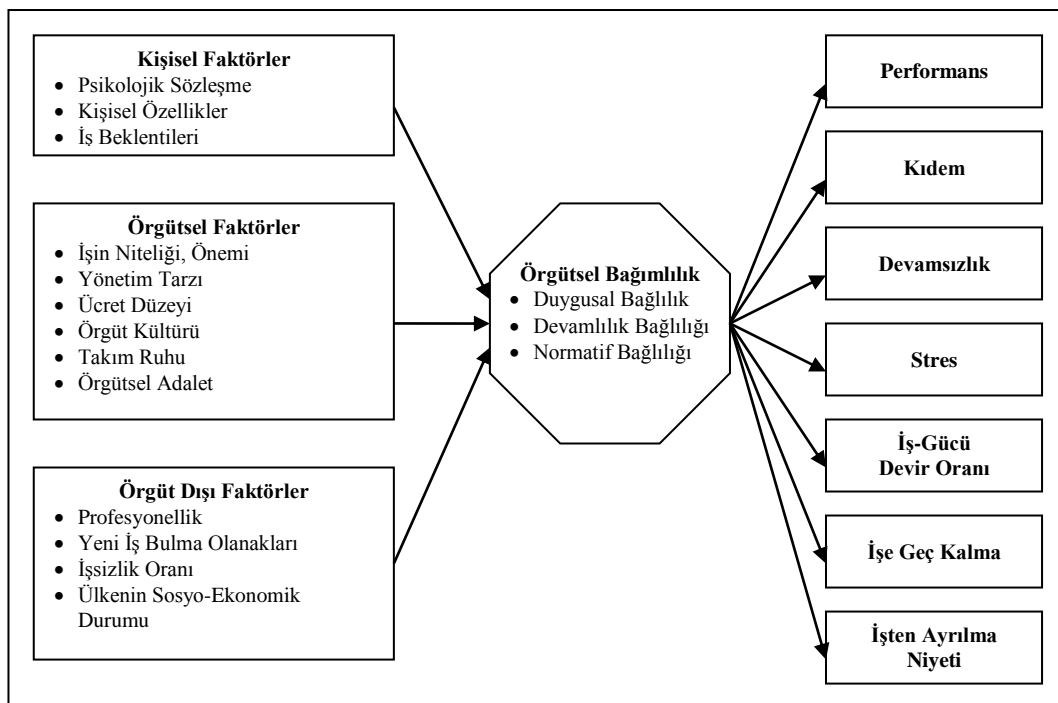 Kişisel Faktörler
• Psikolojik Sözleşme
• Kişisel Özellikler
• İş Beklentileri
Örgütsel Faktörler
• İşin Niteliği, Önemi
• Yönetim Tarzı
• Ücret Düzeyi
• Örgüt Kültürü
• Takım Ruhu
• Örgütsel Adalet
Örgüt Dışı Faktörler
• Profesyonellik
• Yeni İş Bulma Olanakları
• İşsizlik Oranı
• Ülkenin Sosyo-Ekonomik
Durumu
Örgütsel Bağımlılık
• Duygusal Bağlılık
• Devamlılık Bağlılığı
• Normatif Bağlılığı
Performans
Kıdem
Devamsızlık
Stres
İş-Gücü
Devir Oranı
İşe Geç Kalma
İşten Ayrılma
Niyeti